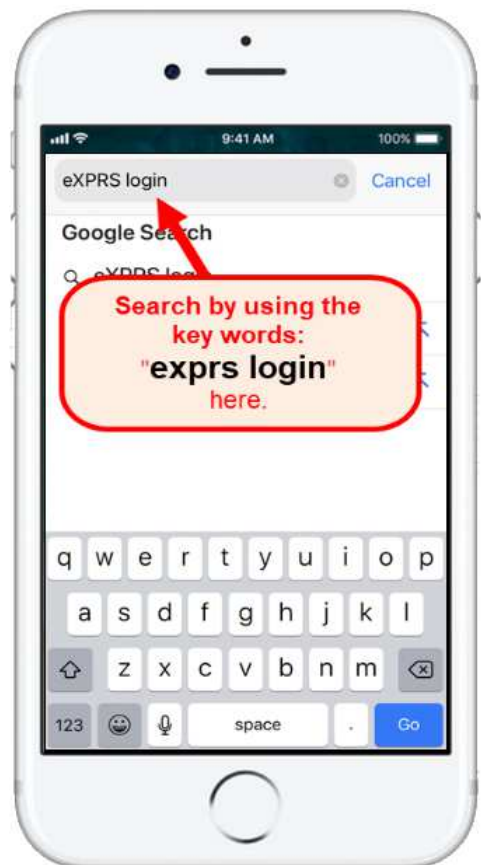 9:41 AM 100%
eXPRS login Cancel
Google Search
Search by using the
key words:
"exprs login"
here.
q w e r t y u i o p
a s d f g h j k l
z x c v b n m
123 space . Go